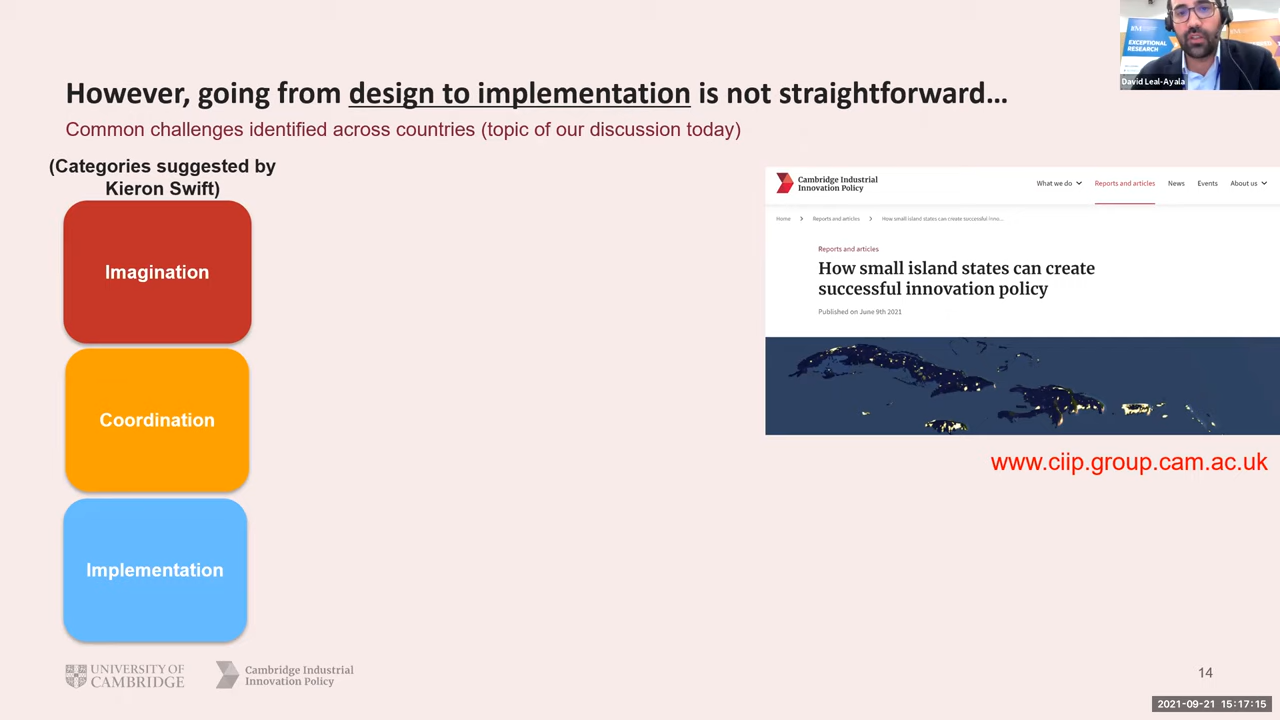 However, going from design to implementation is not straightforward…
Common challenges identified across countries (topic of our discussion today)
(Categories suggested by
Kieron Swift)
Imagination
Coordination
Implementation
EXCEPTIONAL
RESEARCH
David Leal-Ayala
Cambridge Industrial
Innovation Policy
What we do
Reports and articles
News
Events
About us
Home
Reports and articles
How small island states can create successful inno...
Reports and articles
How small island states can create
successful innovation policy
Published on June 9th 2021
www.ciip.group.cam.ac.uk
UNIVERSITY OF
CAMBRIDGE
Cambridge Industrial
Innovation Policy
14
2021-09-21 15:17:15